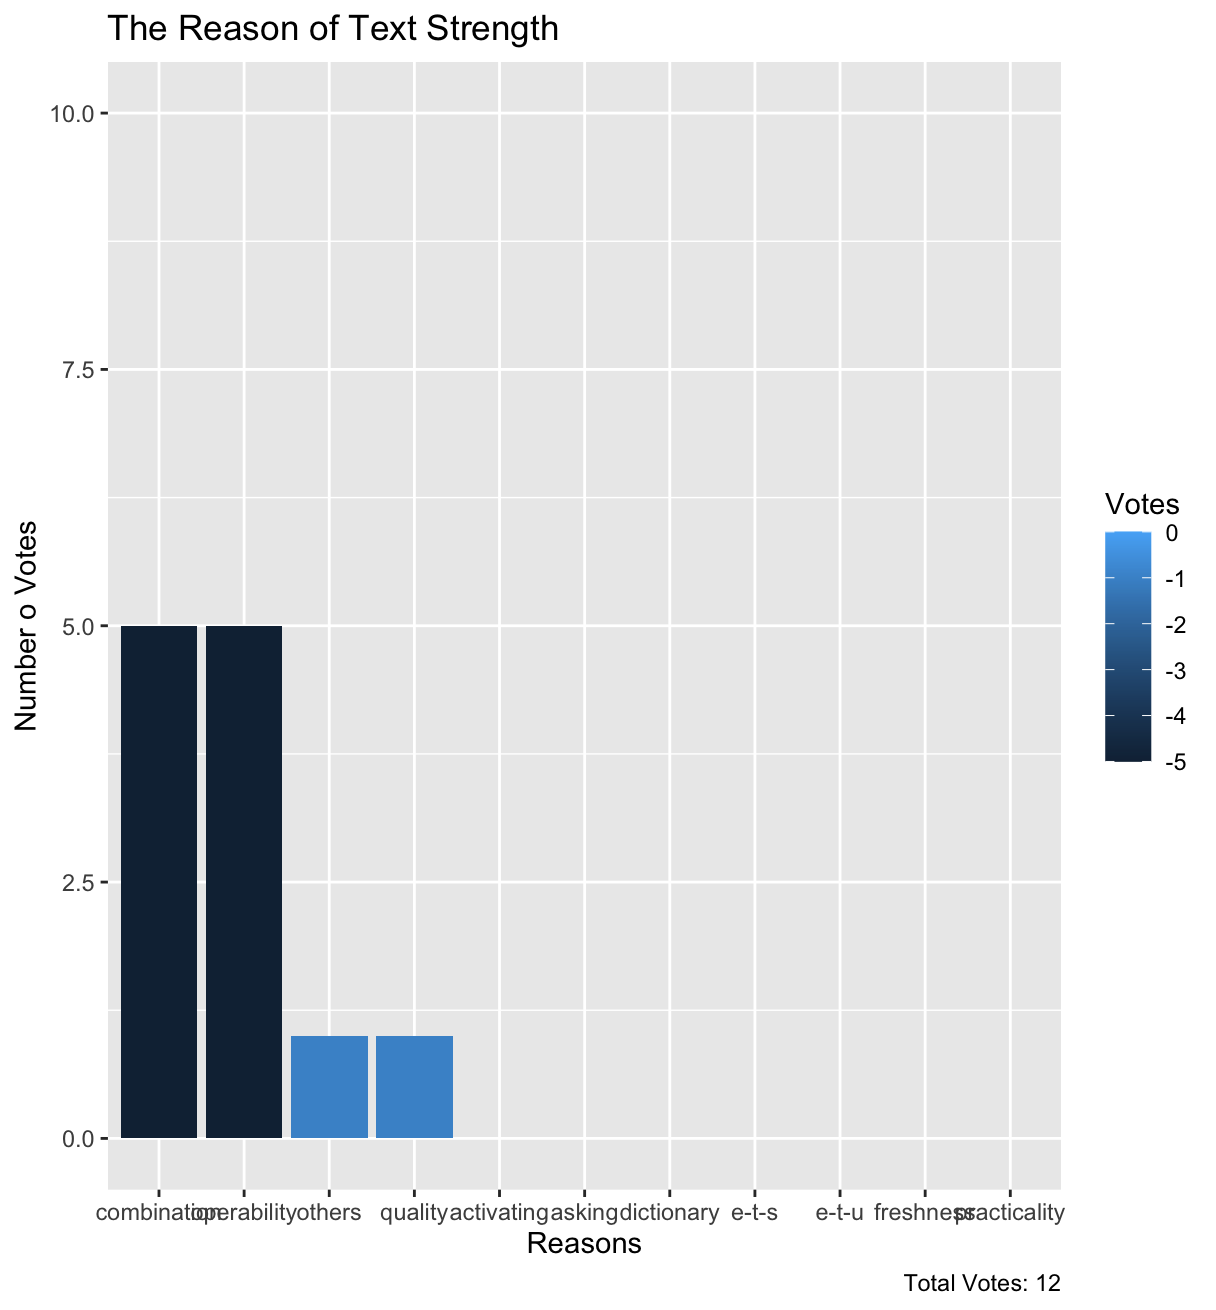 The Reason of Text Strength
Number o Votes
10.0
7.5
5.0
2.5
0.0
combination operability others quality activating asking dictionary e-t-s e-t-u freshness practicality
Reasons
Total Votes: 12
Votes
0
-1
-2
-3
-4
-5